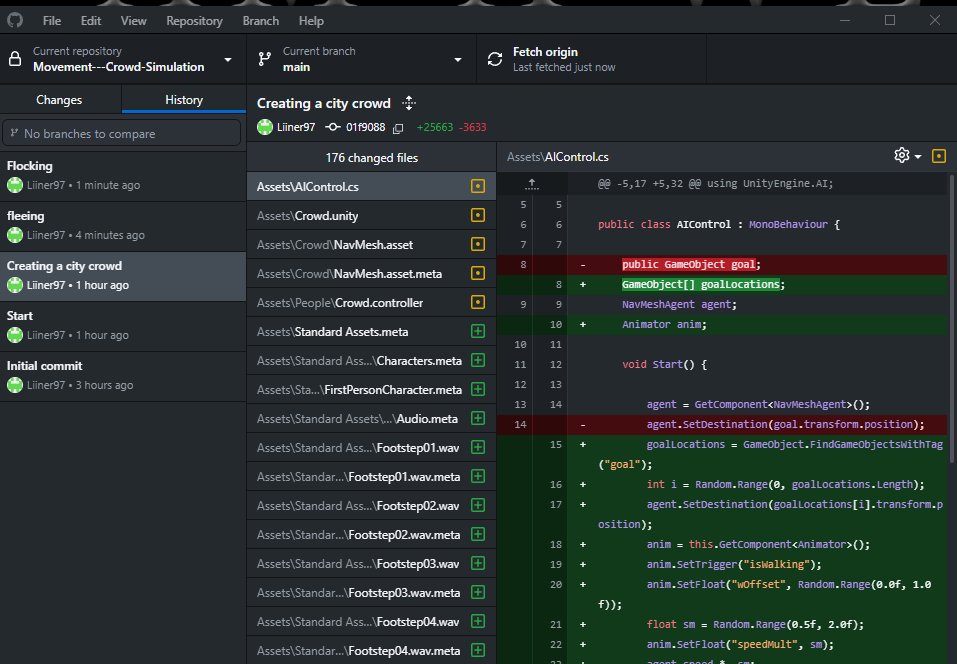 File Edit View Repository Branch Help
Current repository
Movement---Crowd-Simulation
Current branch
main
Fetch origin
Last fetched just now
Changes
History
No branches to compare
Flocking
Liiner97 • 1 minute ago
fleeing
Liiner97 • 4 minutes ago
Creating a city crowd
Liiner97 • 1 hour ago
Start
Liiner97 • 1 hour ago
Initial commit
Liiner97 • 3 hours ago
Creating a city crowd
Liiner97 01f9088 +25663 -3633
176 changed files
Assets\AIControl.cs
Assets\Crowd.unity
Assets\Crowd\NavMesh.asset
Assets\Crowd\NavMesh.asset.meta
Assets\People\Crowd.controller
Assets\Standard Assets.meta
Assets\Standard Ass...\Characters.meta
Assets\Sta...\FirstPersonCharacter.meta
Assets\Standard Assets\...\Audio.meta
Assets\Standard Ass...\Footstep01.wav
Assets\Standar...\Footstep01.wav.meta
Assets\Standard Ass...\Footstep02.wav
Assets\Standar...\Footstep02.wav.meta
Assets\Standard Ass...\Footstep03.wav
Assets\Standar...\Footstep03.wav.meta
Assets\Standard Ass...\Footstep04.wav
Assets\Standar...\Footstep04.wav.meta
Assets\AIControl.cs
@@ -5,17 +5,32 @@ using UnityEngine.AI;
5 5
6 6 public class AIControl : MonoBehaviour {
7 7
8 - public GameObject goal;
8 + GameObject[] goalLocations;
9 9 NavMeshAgent agent;
10 + Animator anim;
10 11
11 12 void Start() {
12 13
13 14 agent = GetComponent<NavMeshAgent>();
14 - agent.SetDestination(goal.transform.position);
15 + goalLocations = GameObject.FindGameObjectsWithTag
("goal");
16 + int i = Random.Range(0, goalLocations.Length);
17 + agent.SetDestination(goalLocations[i].transform.p
osition);
18 + anim = this.GetComponent<Animator>();
19 + anim.SetTrigger("isWalking");
20 + anim.SetFloat("wOffset", Random.Range(0.0f, 1.0
f));
21 + float sm = Random.Range(0.5f, 2.0f);
22 + anim.SetFloat("speedMult", sm);
23 + agent.speed *= sm;